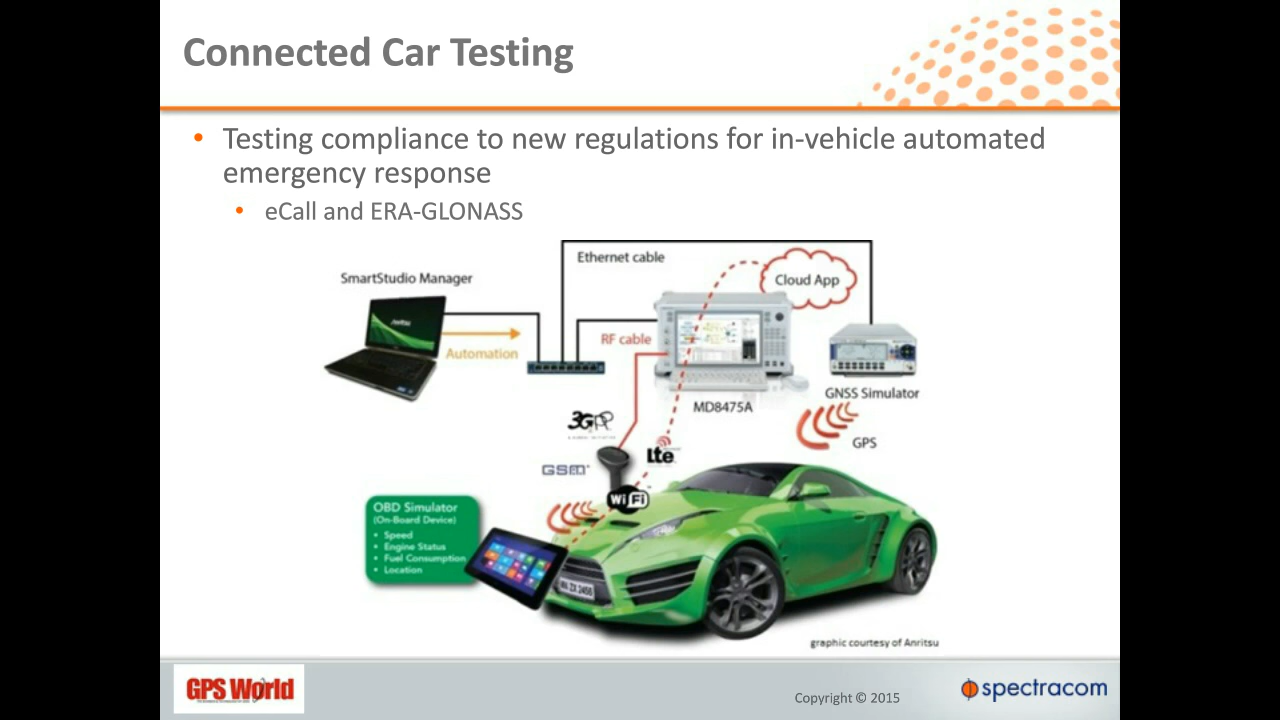 Connected Car Testing
• Testing compliance to new regulations for in-vehicle automated
emergency response
• eCall and ERA-GLONASS
Ethernet cable
SmartStudio Manager
Cloud App
RF cable
Automation
GNSS Simulator
MD8475A
3GPP
GPS
Lte
GSM
WiFi
OBD Simulator
(On-Board Device)
• Speed
• Engine Status
• Fuel Consumption
• Location
graphic courtesy of Anritsu
GPS World
Copyright © 2015
spectracom